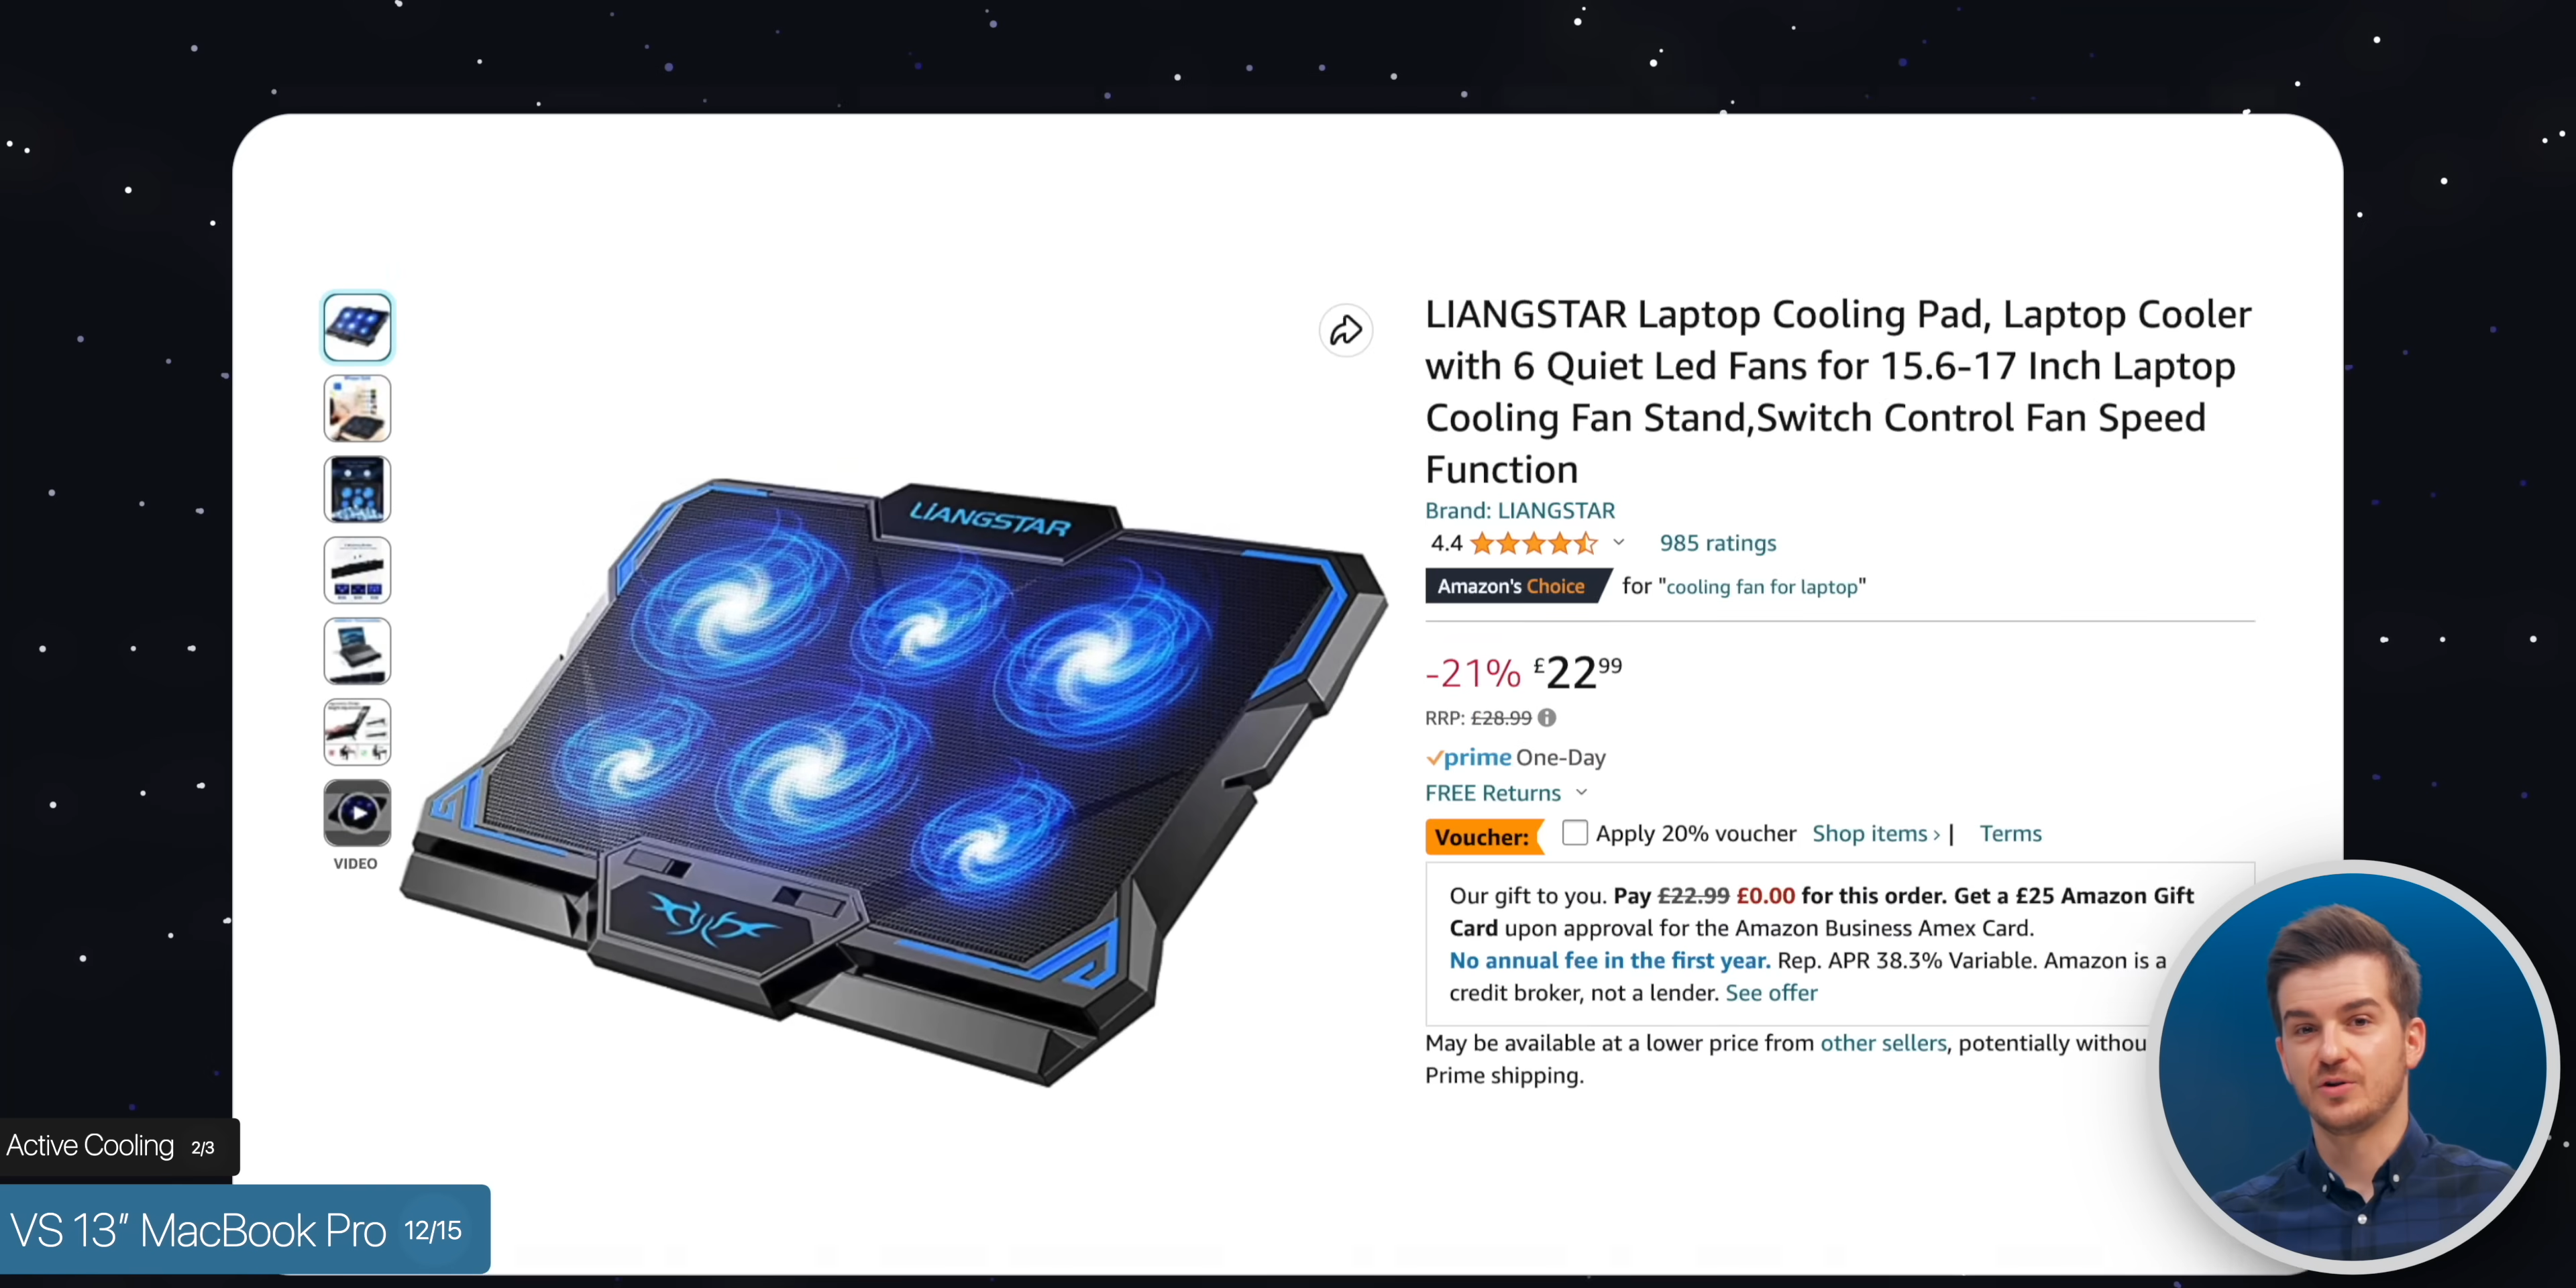 LIANGSTAR Laptop Cooling Pad, Laptop Cooler
with 6 Quiet Led Fans for 15.6-17 Inch Laptop
Cooling Fan Stand,Switch Control Fan Speed
Function
Brand: LIANGSTAR
4.4 985 ratings
Amazon's Choice for "cooling fan for laptop"
-21% £22⁹⁹
RRP: £28.99
prime One-Day
FREE Returns
Voucher: Apply 20% voucher Shop items › | Terms
Our gift to you. Pay £22.99 £0.00 for this order. Get a £25 Amazon Gift
Card upon approval for the Amazon Business Amex Card.
No annual fee in the first year. Rep. APR 38.3% Variable. Amazon is a
credit broker, not a lender. See offer
May be available at a lower price from other sellers, potentially
Prime shipping.
LIANGSTAR
VIDEO
Active Cooling 2/3
VS 13″ MacBook Pro 12/15